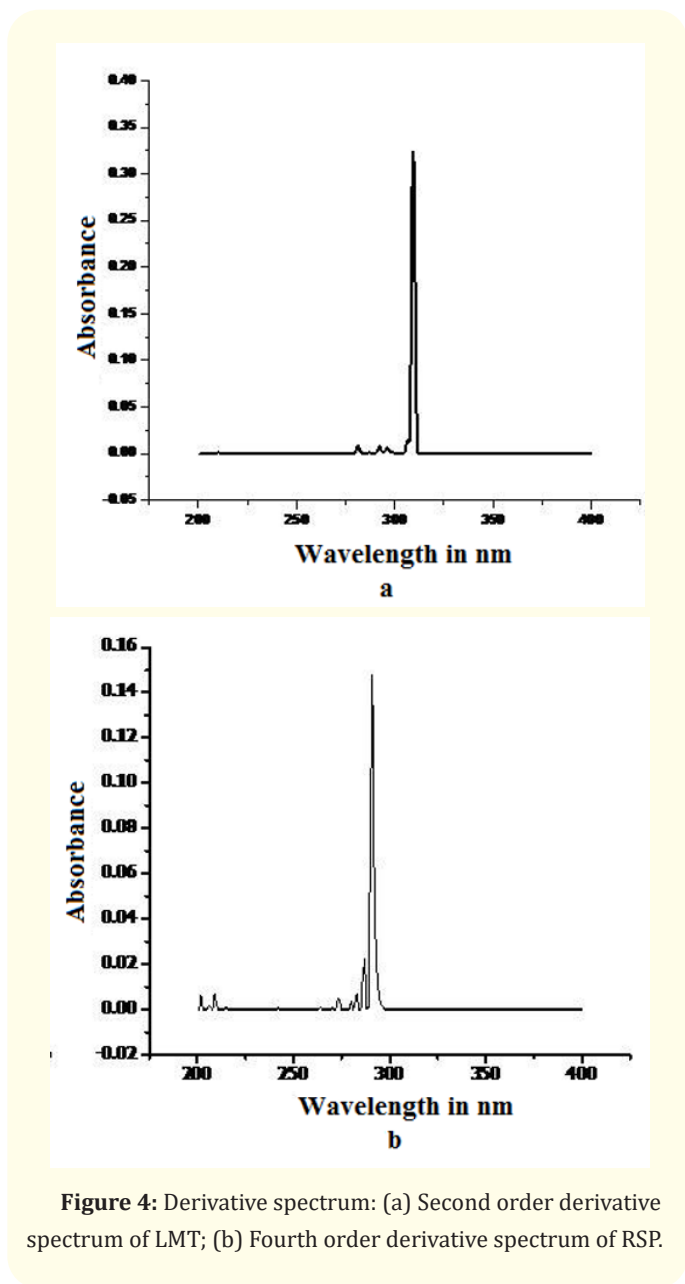 0.40
0.35
0.30
0.25
0.20
0.15
0.10
0.05
0.00
-0.05
Absorbance
200 250 300 350 400
Wavelength in nm
a
0.16
0.14
0.12
0.10
0.08
0.06
0.04
0.02
0.00
-0.02
Absorbance
200 250 300 350 400
Wavelength in nm
b
Figure 4: Derivative spectrum: (a) Second order derivative
spectrum of LMT; (b) Fourth order derivative spectrum of RSP.